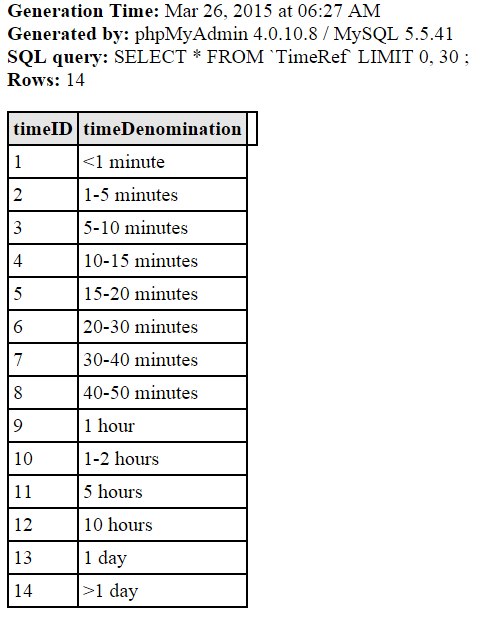 Generation Time: Mar 26, 2015 at 06:27 AM
Generated by: phpMyAdmin 4.0.10.8 / MySQL 5.5.41
SQL query: SELECT * FROM `TimeRef` LIMIT 0, 30 ;
Rows: 14
timeID timeDenomination
1 <1 minute
2 1-5 minutes
3 5-10 minutes
4 10-15 minutes
5 15-20 minutes
6 20-30 minutes
7 30-40 minutes
8 40-50 minutes
9 1 hour
10 1-2 hours
11 5 hours
12 10 hours
13 1 day
14 >1 day